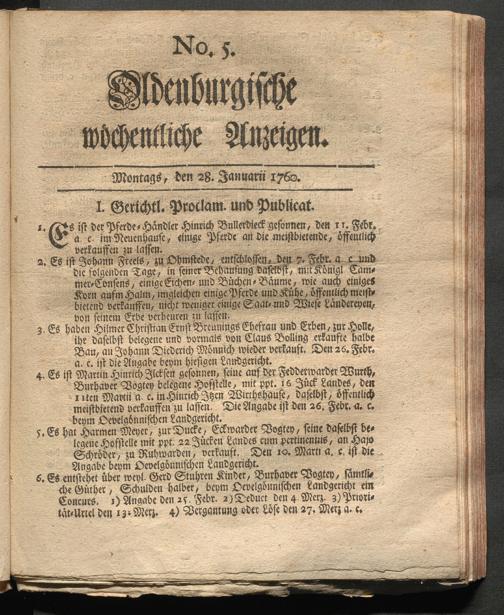 No. 5.
Oldenburgische
wöchentliche Anzeigen.
Montags, den 28. Januarii 1760.
I. Gerichtl. Proclam. und Publicat.
1. Es ist der Pferde-Händler Hinrich Bullerdieck gesonnen, den 11. Febr.
a. c. im Neuenhause, einige Pferde an die meistbietende, öffentlich
verkauffen zu lassen.
2. Es ist Johann Freels, zu Ohmstede, entschlossen, den 7. Febr. a c und
die folgenden Tage, in seiner Behausung daselbst, mit Königl Cam-
mer-Consens, einige Eichen- und Büchen-Bäume, wie auch einiges
Korn aufm Halm, imgleichen einige Pferde und Kühe, öffentlich meist-
bietend verkauffen, nicht weniger einige Saat- und Wiese Ländereyen,
von seinem Erbe verheuren zu lassen.
3. Es haben Hilmer Christian Ernst Breunings Ehefrau und Erben, zur Holle,
ihr daselbst belegene und vormals von Claus Bolling erkaufte halbe
Bau, an Johann Diederich Mönnich wieder verkauft. Den 26. Febr.
a. c. ist die Angabe beym hiesigen Landgericht.
4. Es ist Martin Hinrich Jlcksen gesonnen, seine auf der Fedderwarder Wurth,
Burhaver Vogtey belegene Hofstelle, mit ppt. 16 Jück Landes, den
11ten Martii a. c. in Hinrich Jtzen Wirthshause, daselbst, öffentlich
meistbietend verkauffen zu lassen. Die Angabe ist den 26. Febr. a. c.
beym Ovelgönnischen Landgericht.
5. Es hat Harmen Meyer, zur Ducke, Eckwarder Vogtey, seine daselbst be-
legene Hofstelle mit ppt. 22 Jücken Landes cum pertinentiis, an Hajo
Schröder, zu Ruhwarden, verkauft. Den 10. Marti a. c. ist die
Angabe beym Oevelgönnischen Landgericht.
6. Es entstehet über weyl. Gerd Stuhren Kinder, Burhaver Vogtey, sämtli-
che Güther, Schulden halber, beym Ovelgönnischen Landgericht ein
Concurs. 1) Angabe den 25. Febr. 2) Deduct den 4 Merz. 3) Priori-
tät-Urtel den 13. Merz. 4) Vergantung oder Löse den 27. Merz a. c.